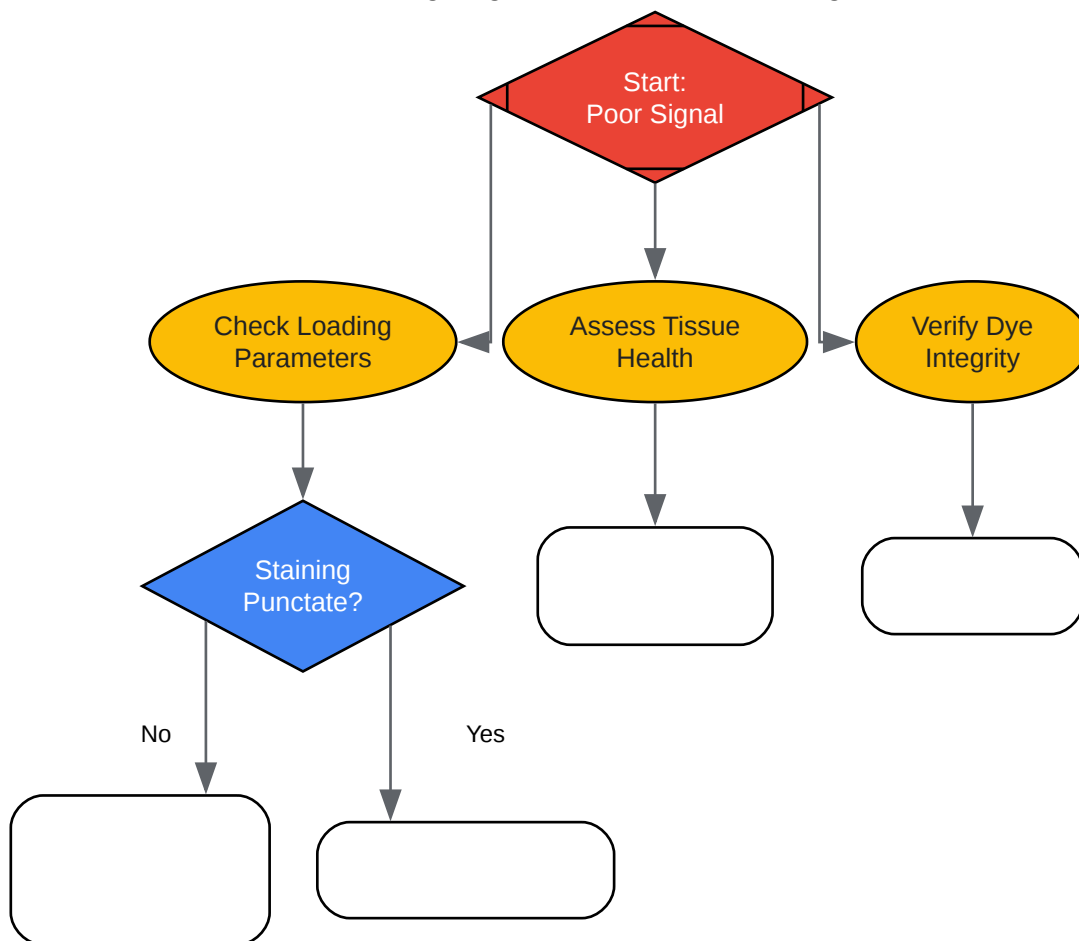 Start:
Poor Signal
Check Loading
Parameters
Assess Tissue
Health
Verify Dye
Integrity
Staining
Punctate?
No
Yes